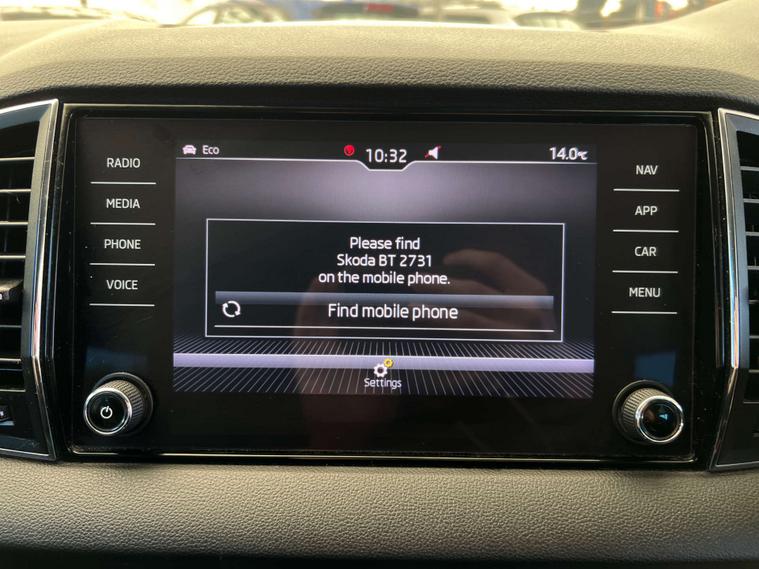 RADIO
MEDIA
PHONE
VOICE
Eco
10:32
14.0°C
Please find
Skoda BT 2731
on the mobile phone.
Find mobile phone
Settings
NAV
APP
CAR
MENU